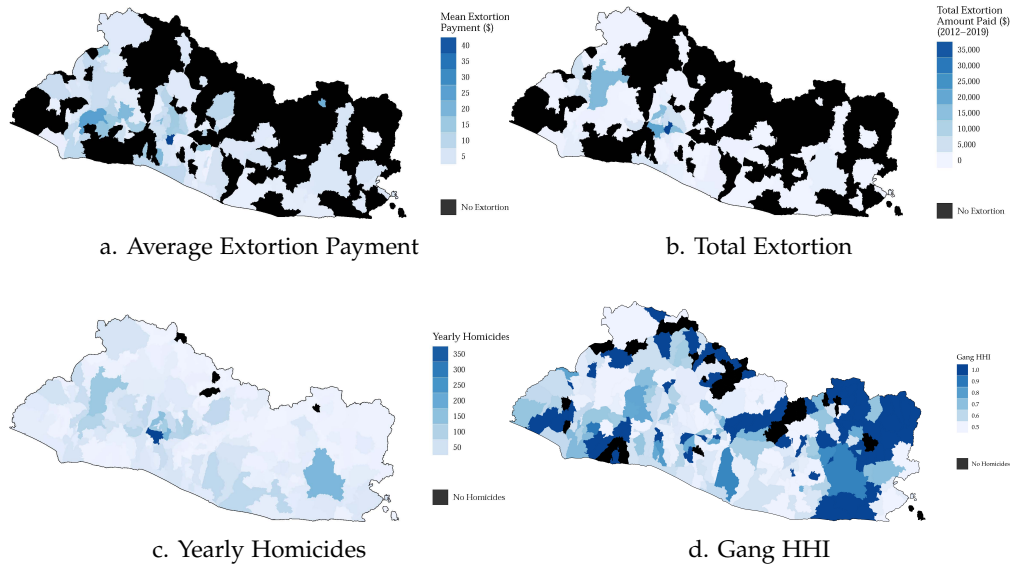 Mean Extortion
Payment ($)
40
35
30
25
20
15
10
5
No Extortion
a. Average Extortion Payment
Total Extortion
Amount Paid ($)
(2012–2019)
35,000
30,000
25,000
20,000
15,000
10,000
5,000
0
No Extortion
b. Total Extortion
Yearly Homicides
350
300
250
200
150
100
50
No Homicides
c. Yearly Homicides
Gang HHI
1.0
0.9
0.8
0.7
0.6
0.5
No Homicides
d. Gang HHI